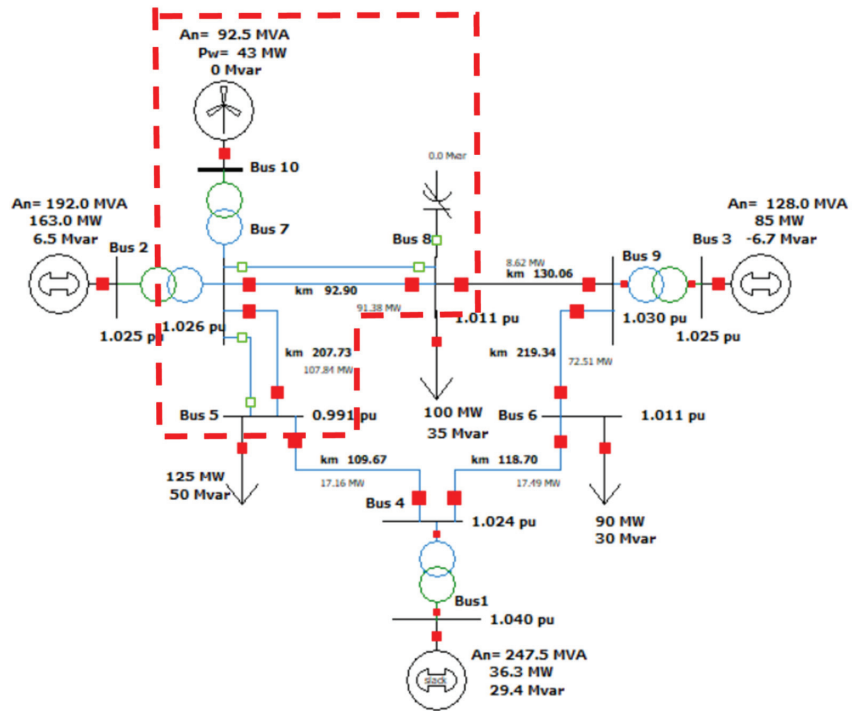 An= 92.5 MVA
Pw= 43 MW
0 Mvar
Bus 10
Bus 7
0.0 Mvar
Bus 8
An= 192.0 MVA
163.0 MW
6.5 Mvar
Bus 2
1.025 pu
1.026 pu
km 92.90
91.38 MW
8.62 MW
km 130.06
1.011 pu
An= 128.0 MVA
85 MW
-6.7 Mvar
Bus 9
Bus 3
1.030 pu
1.025 pu
km 207.73
107.84 MW
km 219.34
72.51 MW
100 MW
35 Mvar
Bus 5
0.991 pu
Bus 6
1.011 pu
125 MW
50 Mvar
km 109.67
17.16 MW
km 118.70
17.49 MW
90 MW
30 Mvar
Bus 4
1.024 pu
Bus1
1.040 pu
slack
An= 247.5 MVA
36.3 MW
29.4 Mvar